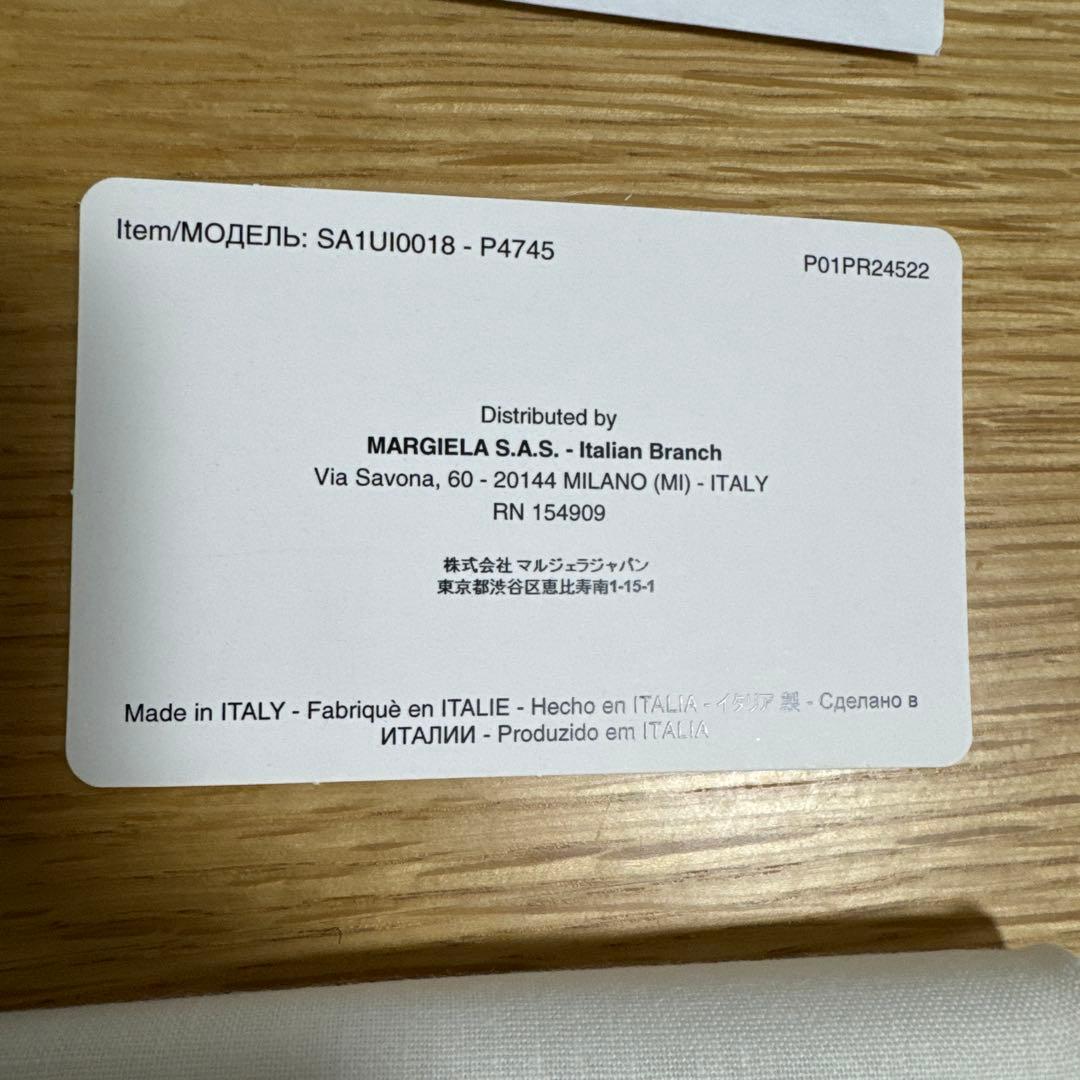 Item/МОДЕЛЬ: SA1UI0018 - P4745
P01PR24522
Distributed by
MARGIELA S.A.S. - Italian Branch
Via Savona, 60 - 20144 MILANO (MI) - ITALY
RN 154909
株式会社 マルジェラジャパン
東京都渋谷区恵比寿南1-15-1
Made in ITALY - Fabriquè en ITALIE - Hecho en ITALIA - イタリア 製 - Сделано в
ИТАЛИИ - Produzido em ITALIA